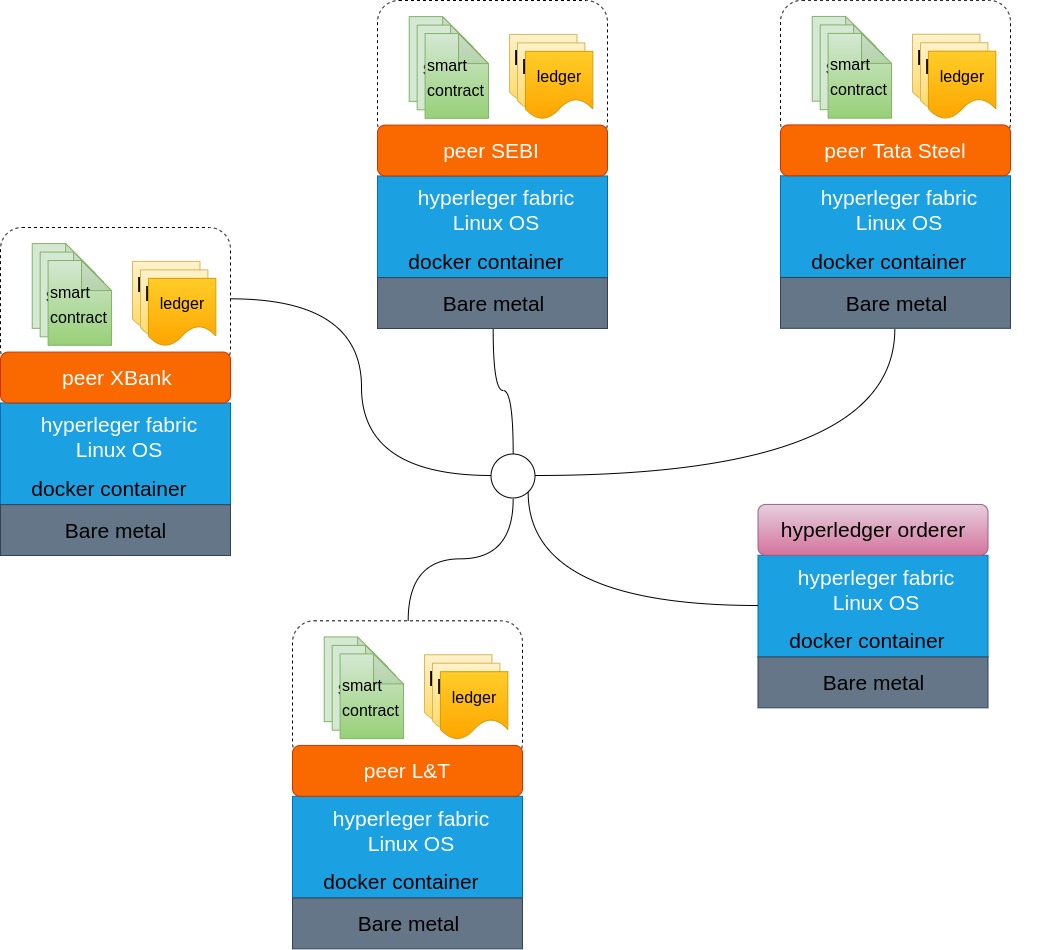 smart
contract
ledger
peer SEBI
hyperleger fabric
Linux OS
docker container
Bare metal
smart
contract
ledger
peer Tata Steel
hyperleger fabric
Linux OS
docker container
Bare metal
smart
contract
ledger
peer XBank
hyperleger fabric
Linux OS
docker container
Bare metal
hyperledger orderer
hyperleger fabric
Linux OS
docker container
Bare metal
smart
contract
ledger
peer L&T
hyperleger fabric
Linux OS
docker container
Bare metal